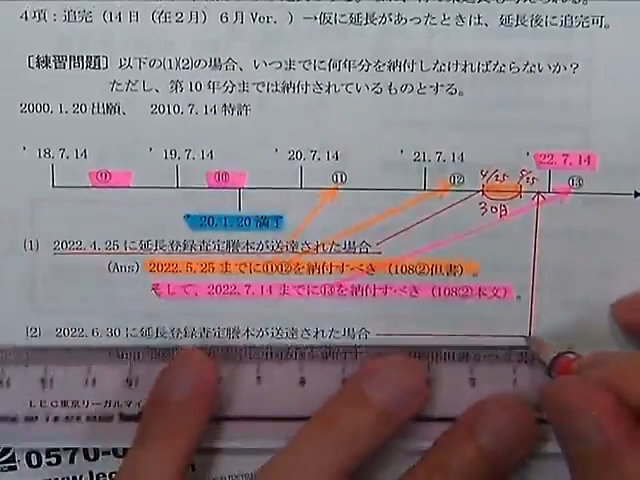 4項：追完（14日（在2月）6月Ver.）→仮に延長があったときは、延長後に追完可。
［練習問題］以下の(1)(2)の場合、いつまでに何年分を納付しなければならないか？
ただし、第10年分までは納付されているものとする。
2000.1.20出願、 2010.7.14特許
'18.7.14 '19.7.14 '20.7.14 '21.7.14 4/25 5/25 '22.7.14
⑨ ⑩ ⑪ ⑫ ⑬
30日
'20.1.20満了
(1) 2022.4.25に延長登録査定謄本が送達された場合
(Ans) 2022.5.25までに⑪⑫を納付すべき（108②但書）。
そして、2022.7.14までに⑬を納付すべき（108②本文）。
(2) 2022.6.30に延長登録査定謄本が送達された場合
LEC東京リーガルマイ
0570-0
www.lec